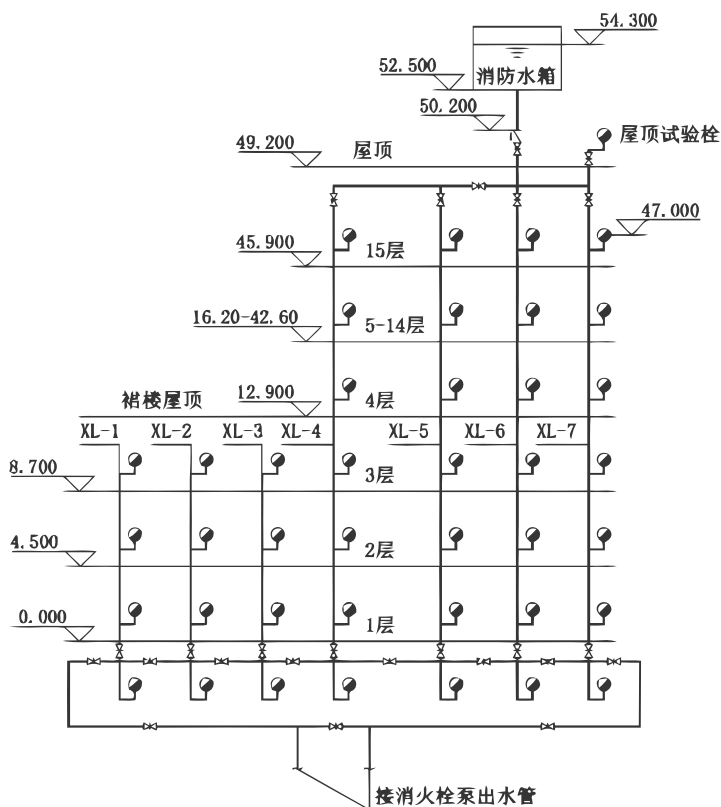 54.300
52.500
消防水箱
50.200
屋顶试验栓
49.200
屋顶
47.000
45.900
15层
16.20-42.60
5-14层
裙楼屋顶
12.900
4层
XL-1
XL-2
XL-3
XL-4
XL-5
XL-6
XL-7
8.700
3层
4.500
2层
0.000
1层
接消火栓泵出水管